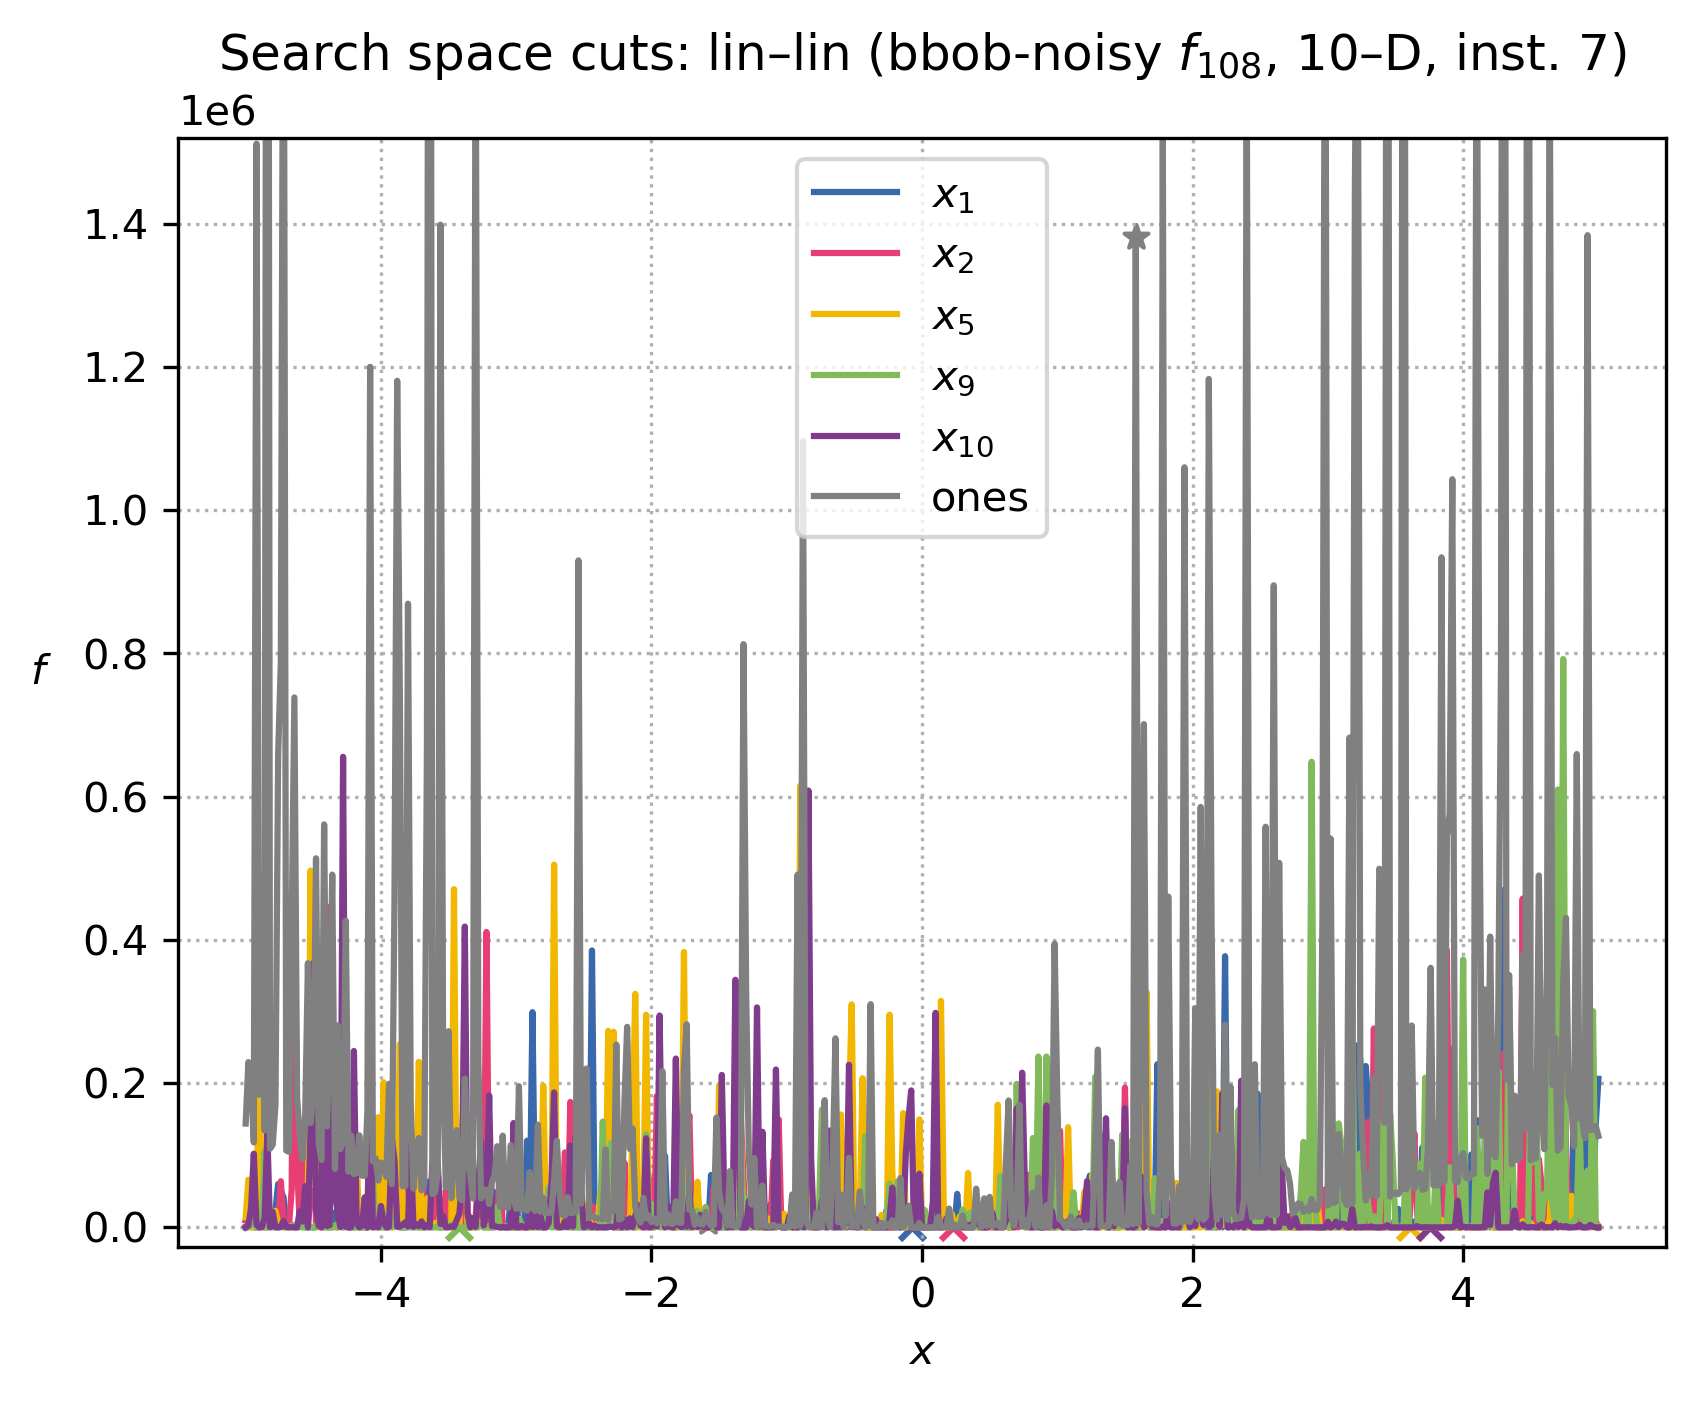 Search space cuts: lin–lin (bbob-noisy f₁₀₈, 10–D, inst. 7)
1e6
1.4
1.2
1.0
0.8
0.6
0.4
0.2
0.0
f
x₁
x₂
x₅
x₉
x₁₀
ones
−4 −2 0 2 4
x